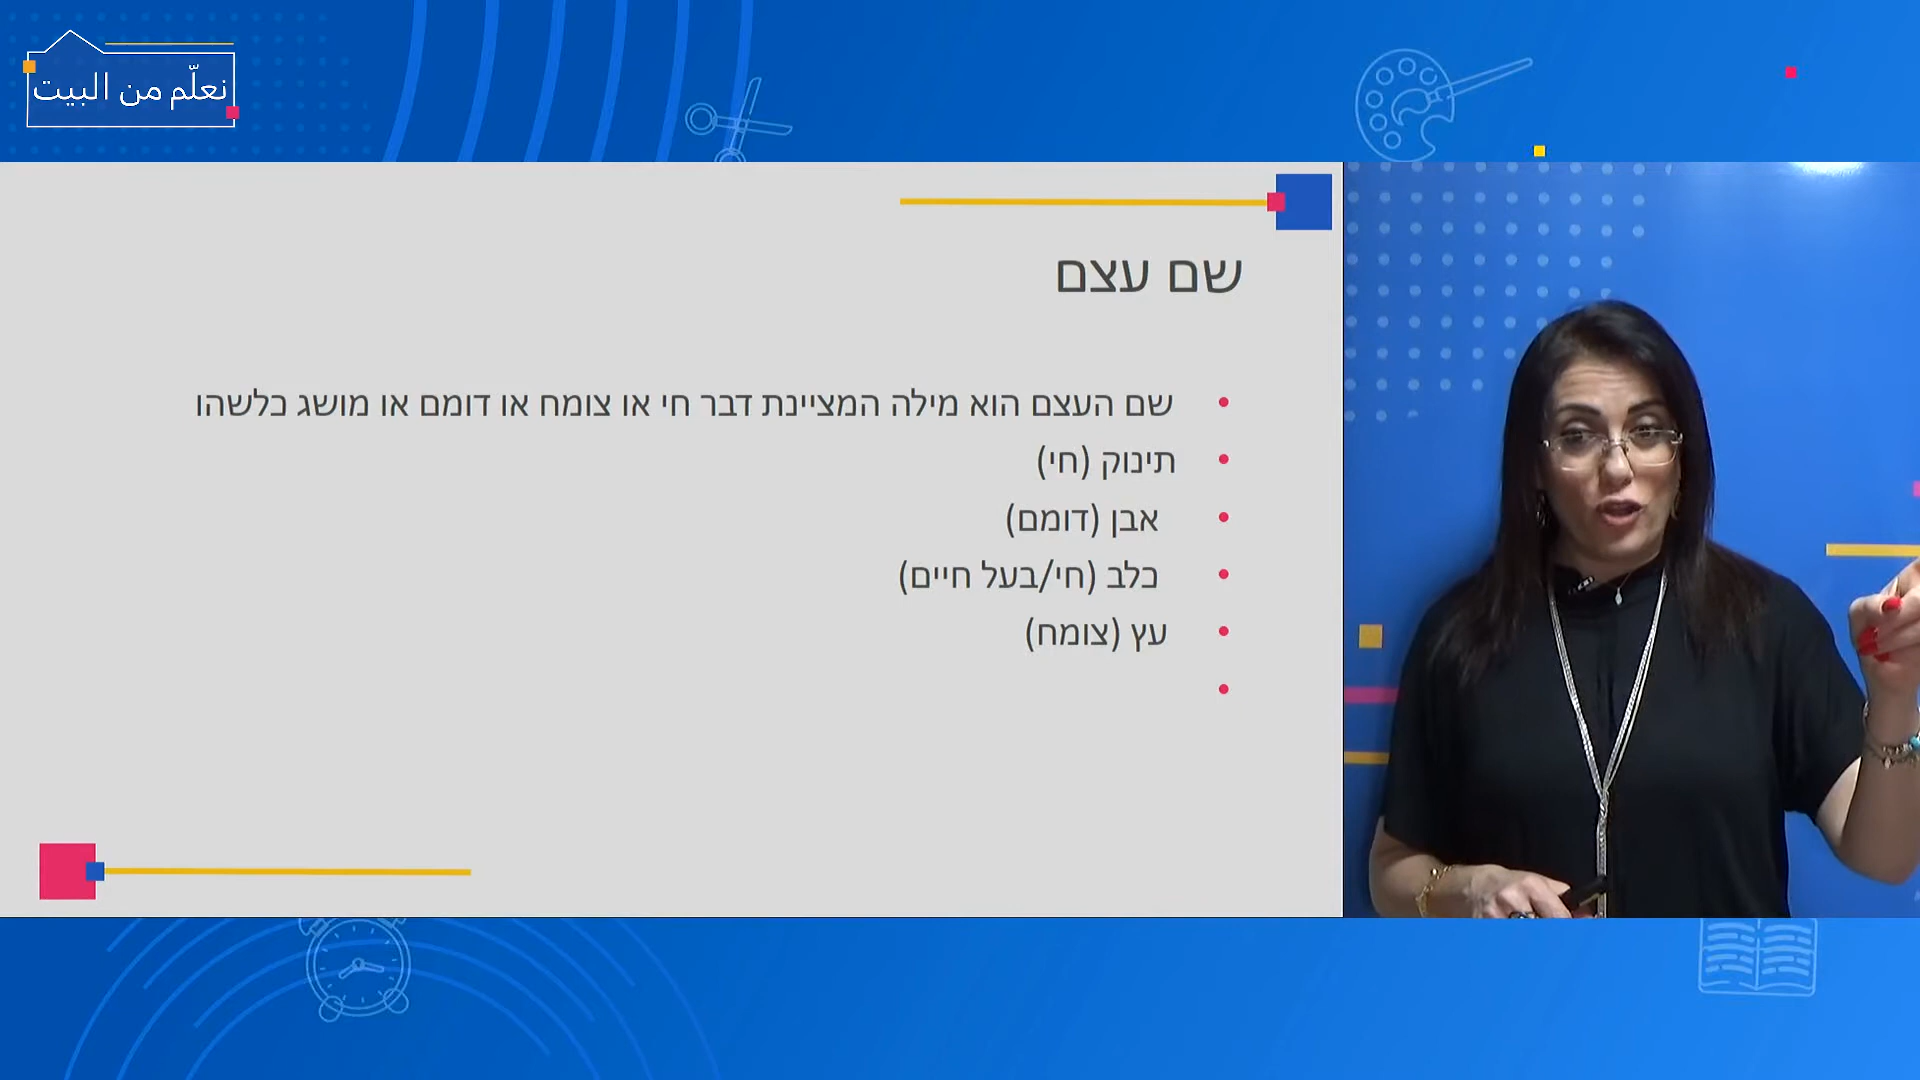 نعلّم من البيت
שם עצם
שם העצם הוא מילה המציינת דבר חי או צומח או דומם או מושג כלשהו
תינוק (חי)
אבן (דומם)
כלב (חי/בעל חיים)
עץ (צומח)